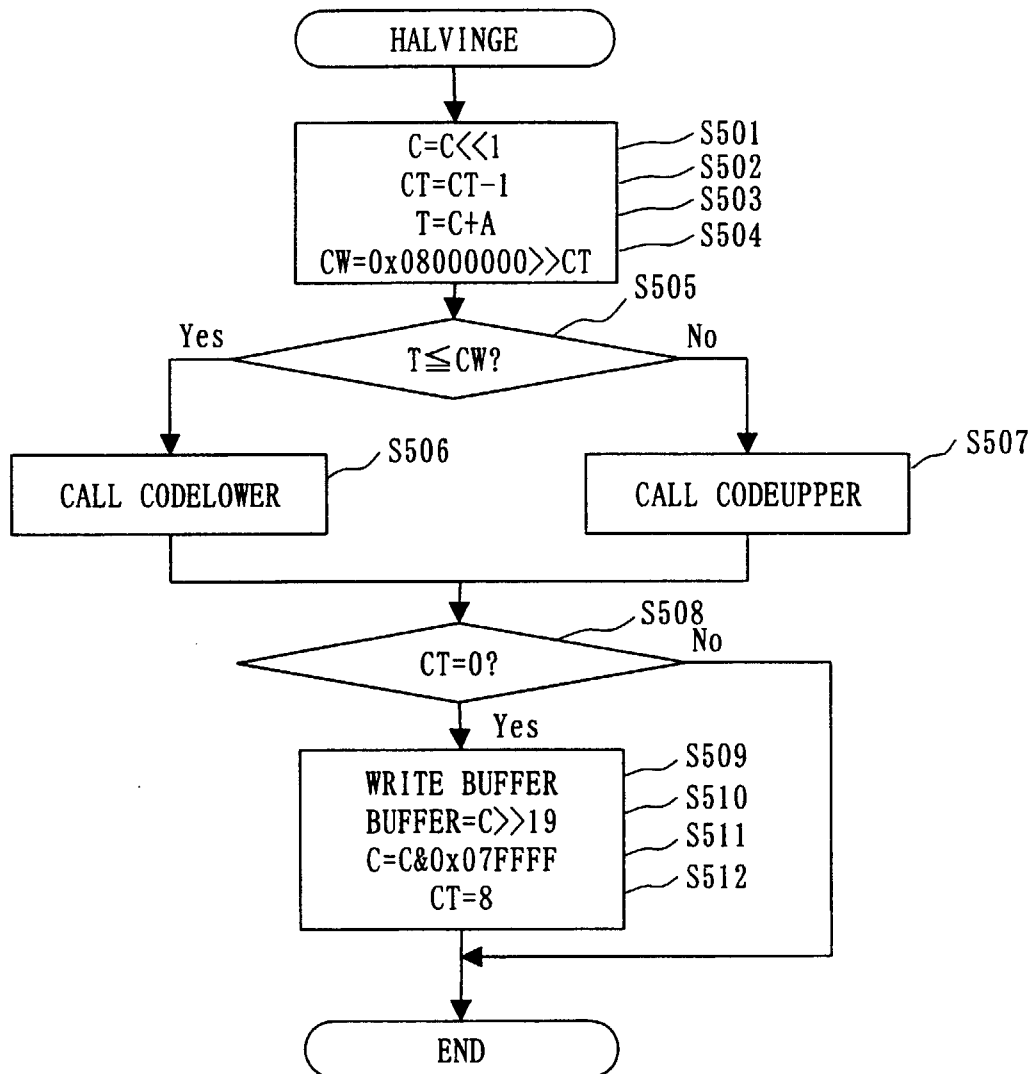 HALVINGE
C=C<<1
S501
CT=CT-1
S502
T=C+A
S503
CW=0x08000000>>CT
S504
S505
Yes
No
T≦CW?
S506
S507
CALL CODELOWER
CALL CODEUPPER
S508
No
CT=0?
Yes
WRITE BUFFER
S509
BUFFER=C>>19
S510
C=C&0x07FFFF
S511
CT=8
S512
END